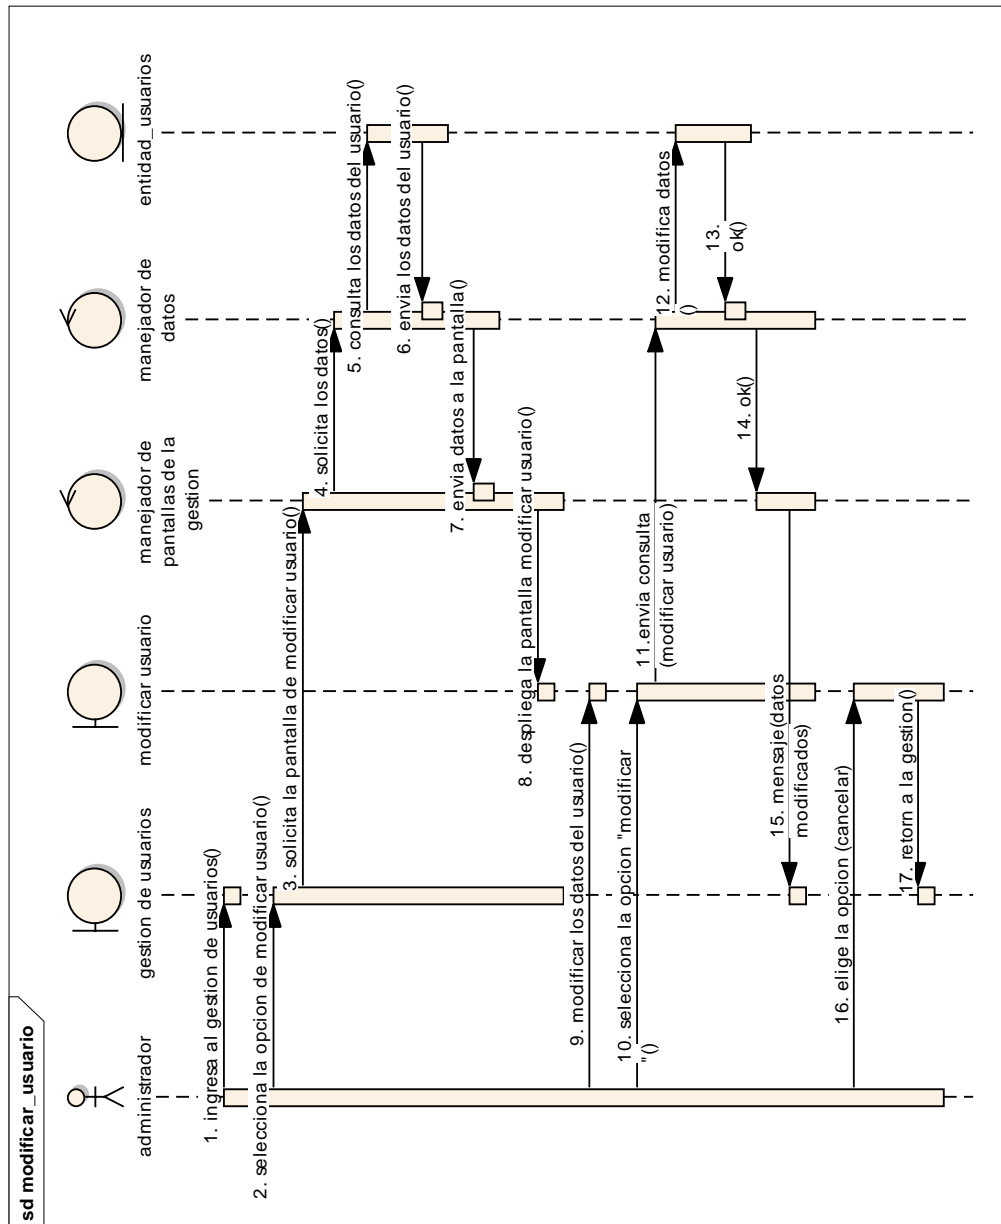 sd modificar_usuario
administrador
gestion de usuarios
modificar usuario
manejador de
pantallas de la
gestion
manejador de
datos
entidad_usuarios
1. ingresa al gestion de usuarios()
2. selecciona la opcion de modificar usuario()
3. solicita la pantalla de modificar usuario()
4. solicita los datos()
5. consulta los datos del usuario()
6. envia los datos del usuario()
7. envia datos a la pantalla()
8. despliega la pantalla modificar usuario()
9. modificar los datos del usuario()
10. selecciona la opcion "modificar
"()
11.envia consulta
(modificar usuario)
12. modifica datos
()
13.
ok()
14. ok()
15. mensaje(datos
modificados)
16. elige la opcion (cancelar)
17. retorn a la gestion()